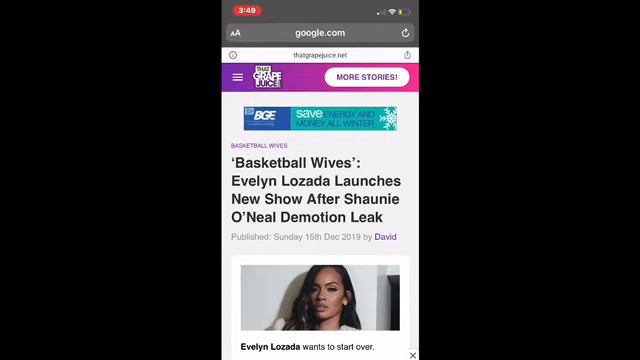 3:49
AA google.com
thatgrapejuice.net
THAT
GRAPE
JUICE
MORE STORIES!
BGE save ENERGY AND
MONEY ALL WINTER
BASKETBALL WIVES
‘Basketball Wives’:
Evelyn Lozada Launches
New Show After Shaunie
O’Neal Demotion Leak
Published: Sunday 15th Dec 2019 by David
Evelyn Lozada wants to start over.